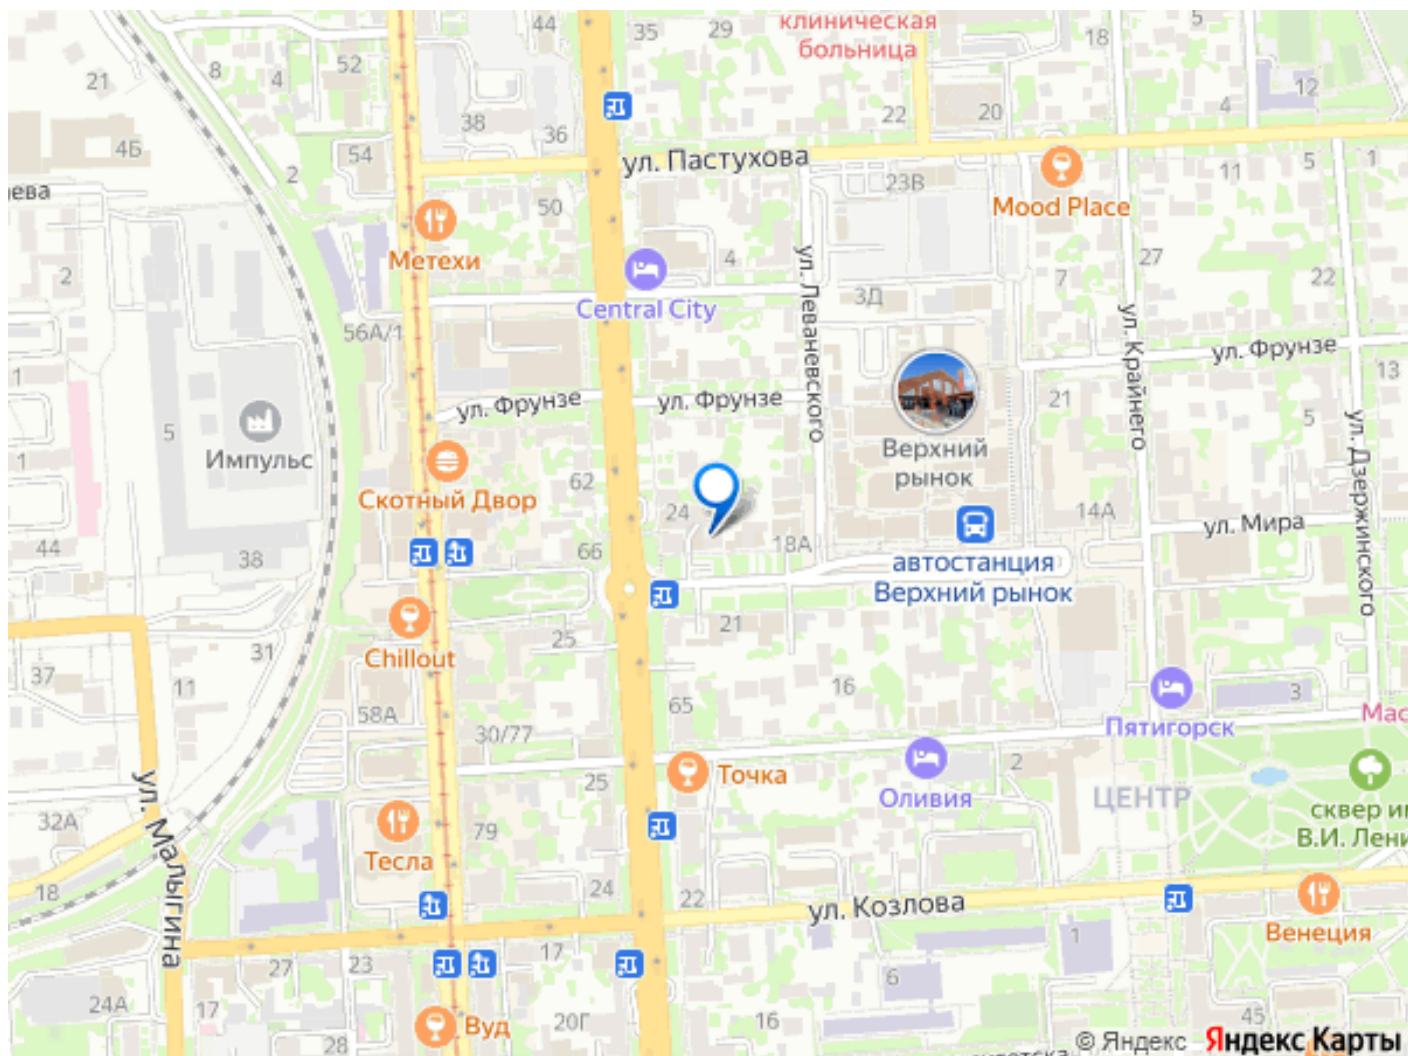 44
35
29
клиническая
больница
18
5
21
8
4
52
12
4Б
38
36
22
20
4
54
ул. Пастухова
2
23В
11
5
1
аева
50
Mood Place
Метехи
4
27
2
Central City
3Д
7
22
56А/1
ул. Леваневского
ул. Крайнего
ул. Фрунзе
1
13
ул. Фрунзе
ул. Фрунзе
21
5
5
Импульс
Верхний
рынок
ул. Дзержинского
1
Скотный Двор
62
24
14А
ул. Мира
44
38
66
18А
автостанция
Верхний рынок
31
Chillout
25
21
37
11
16
3
58А
65
30/77
Пятигорск
Мас
25
Точка
2
Оливия
ЦЕНТР
сквер им
В.И. Лени
32А
ул. Малыгина
79
Тесла
18
24
22
ул. Козлова
Венеция
1
27
23
17
6
24А
17
Вуд
20Г
16
45
28
© Яндекс Яндекс Карты